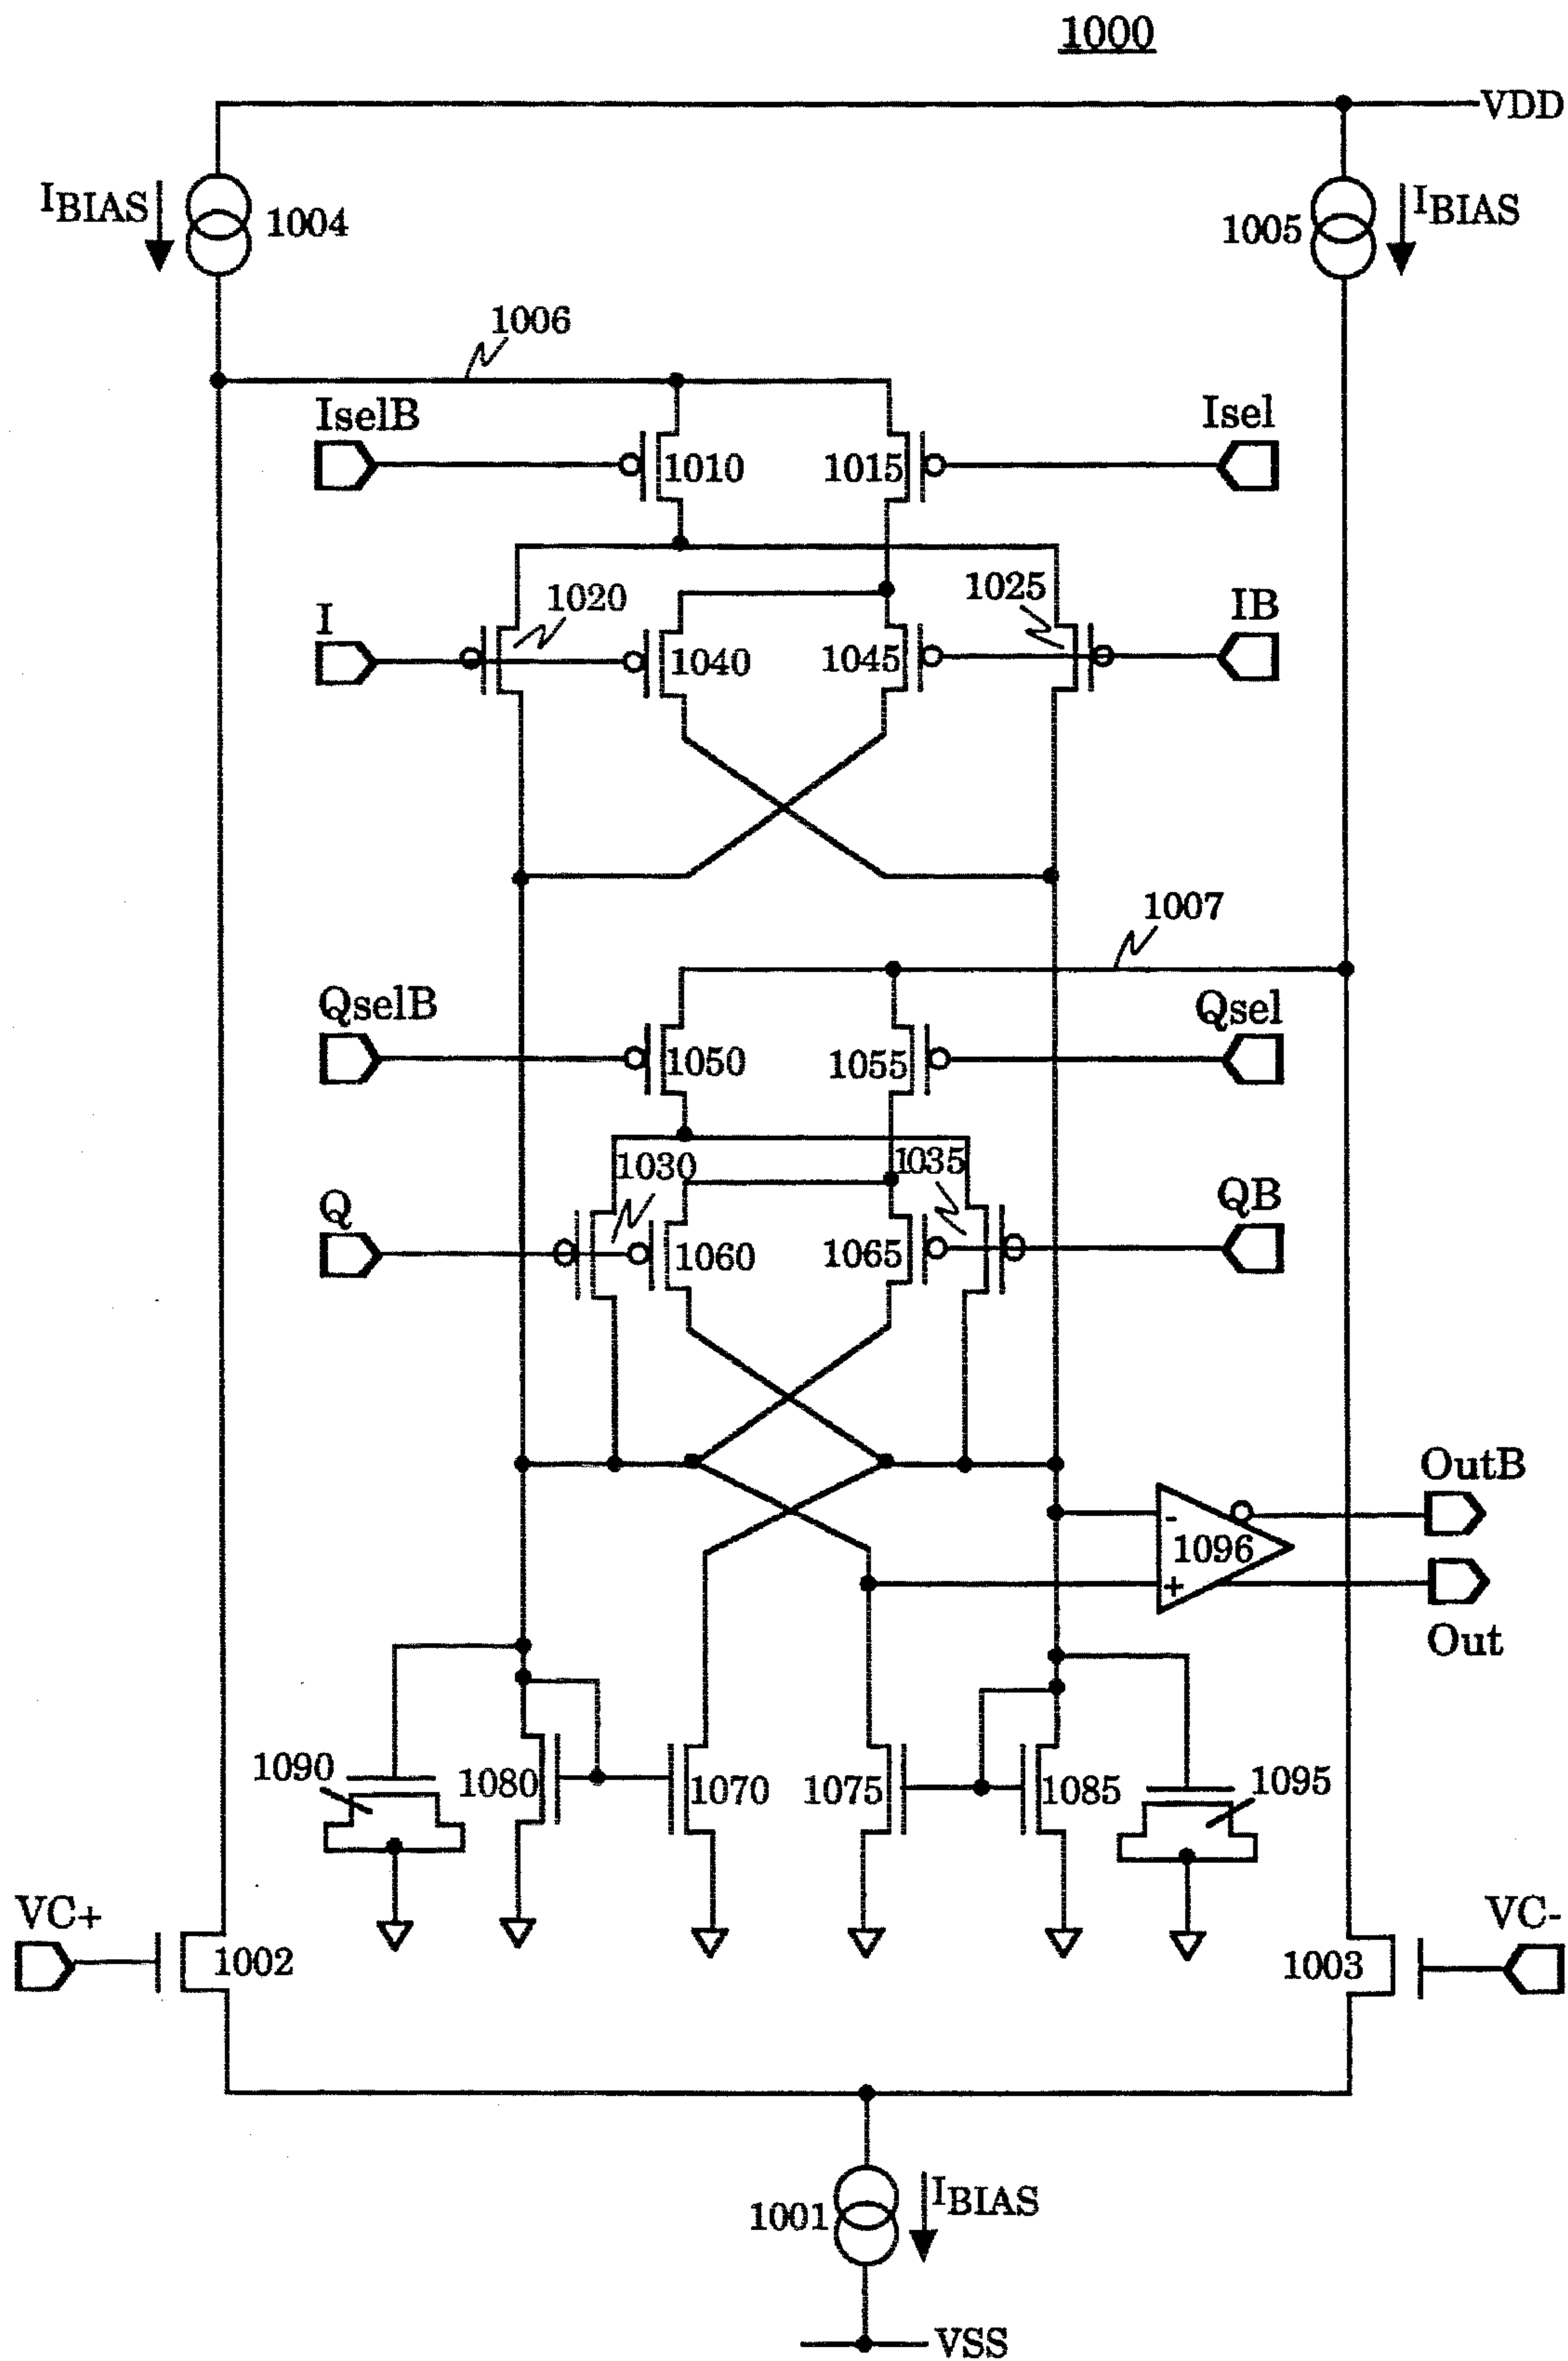 1000
VDD
IBIAS
1004
1005
IBIAS
1006
IselB
Isel
1010
1015
I
1020
1025
IB
1040
1045
1007
QselB
Qsel
1050
1055
1030
1035
Q
QB
1060
1065
OutB
-
1096
+
Out
1090
1080
1070
1075
1085
1095
VC+
VC-
1002
1003
1001
IBIAS
VSS